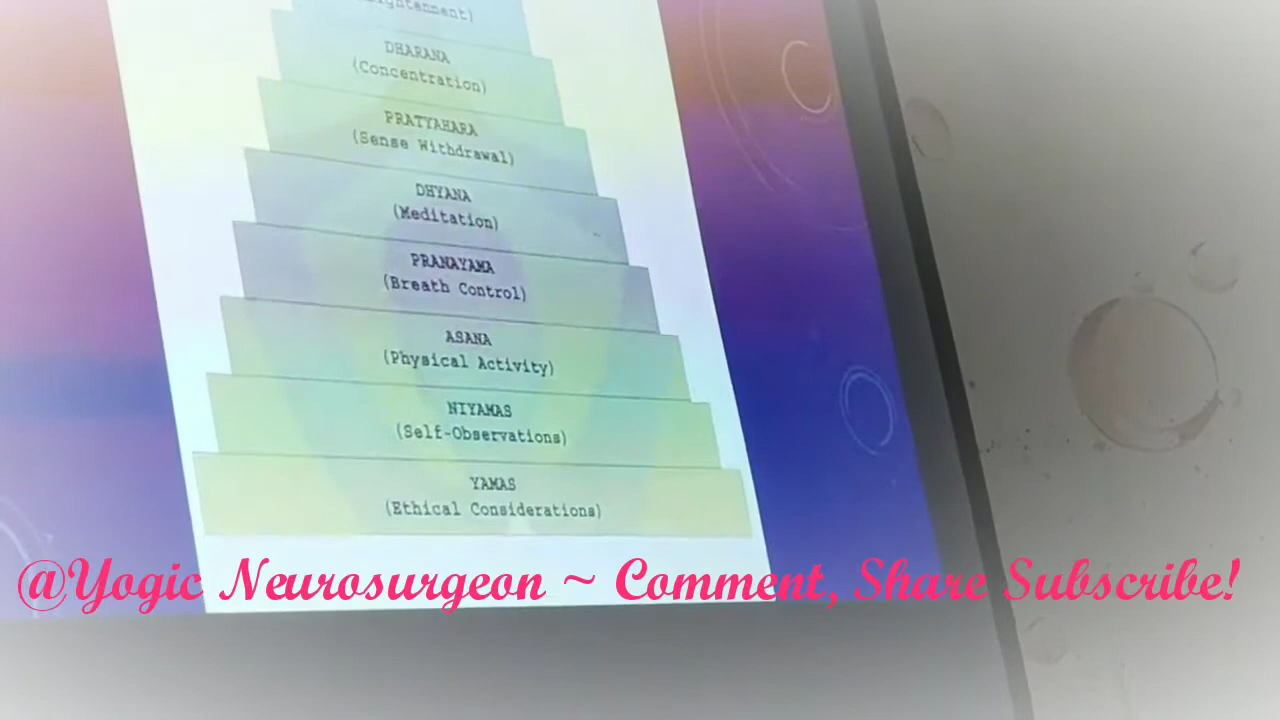 DHARANA
(Concentration)
PRATYAHARA
(Sense Withdrawal)
DHYANA
(Meditation)
PRANAYAMA
(Breath Control)
ASANA
(Physical Activity)
NIYAMAS
(Self-Observations)
YAMAS
(Ethical Considerations)
@Yogic Neurosurgeon ~ Comment, Share Subscribe!